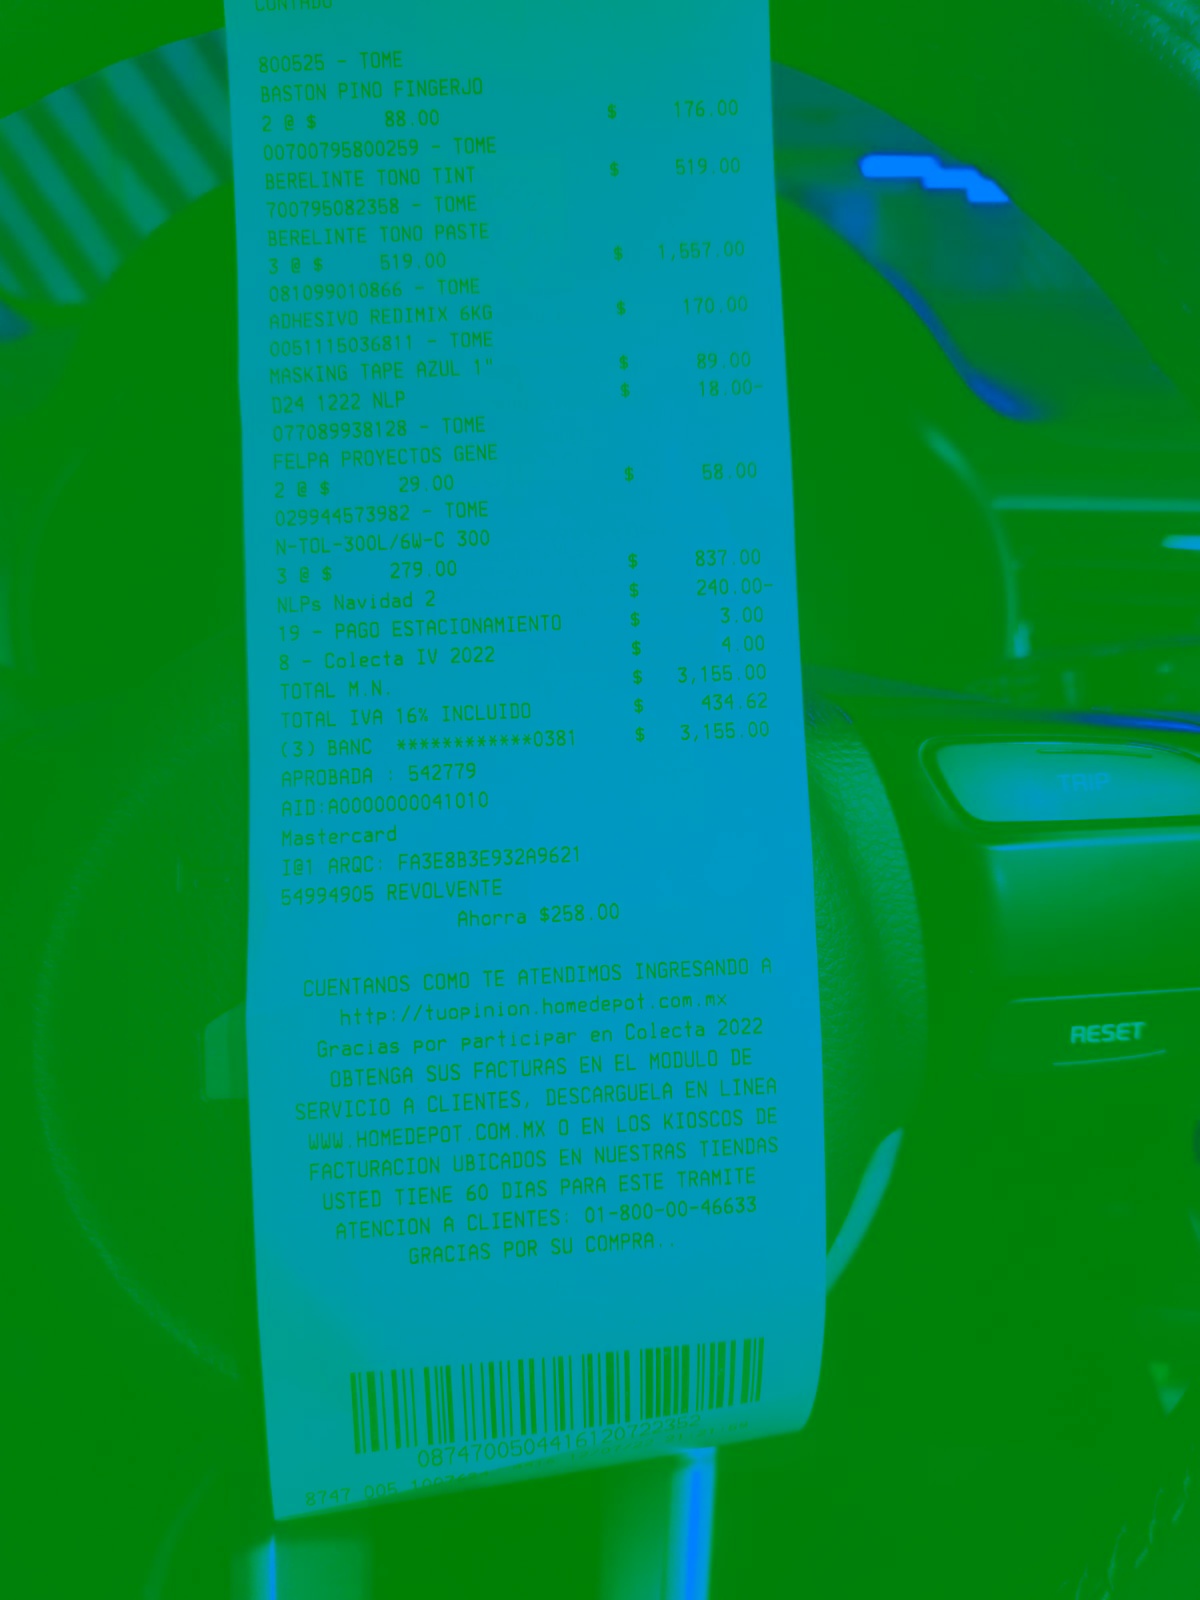 CONTADO
800525 - TOME
BASTON PINO FINGERJO
2 @ $ 88.00 $ 176.00
00700795800259 - TOME
BERELINTE TONO TINT $ 519.00
700795082358 - TOME
BERELINTE TONO PASTE
3 @ $ 519.00 $ 1,557.00
081099010866 - TOME
ADHESIVO REDIMIX 6KG $ 170.00
0051115036811 - TOME
MASKING TAPE AZUL 1" $ 89.00
D24 1222 NLP $ 18.00-
077089938128 - TOME
FELPA PROYECTOS GENE
2 @ $ 29.00 $ 58.00
029944573982 - TOME
N-TOL-300L/6W-C 300
3 @ $ 279.00 $ 837.00
NLPs Navidad 2 $ 240.00-
19 - PAGO ESTACIONAMIENTO $ 3.00
8 - Colecta IV 2022 $ 4.00
TOTAL M.N. $ 3,155.00
TOTAL IVA 16% INCLUIDO $ 434.62
(3) BANC ************0381 $ 3,155.00
APROBADA : 542779
AID:A0000000041010
Mastercard
I@1 ARQC: FA3E8B3E932A9621
54994905 REVOLVENTE
Ahorra $258.00
CUENTANOS COMO TE ATENDIMOS INGRESANDO A
http://tuopinion.homedepot.com.mx
Gracias por participar en Colecta 2022
OBTENGA SUS FACTURAS EN EL MODULO DE
SERVICIO A CLIENTES, DESCARGUELA EN LINEA
WWW.HOMEDEPOT.COM.MX O EN LOS KIOSCOS DE
FACTURACION UBICADOS EN NUESTRAS TIENDAS
USTED TIENE 60 DIAS PARA ESTE TRAMITE
ATENCION A CLIENTES: 01-800-00-46633
GRACIAS POR SU COMPRA..
8747 005
TRIP
RESET